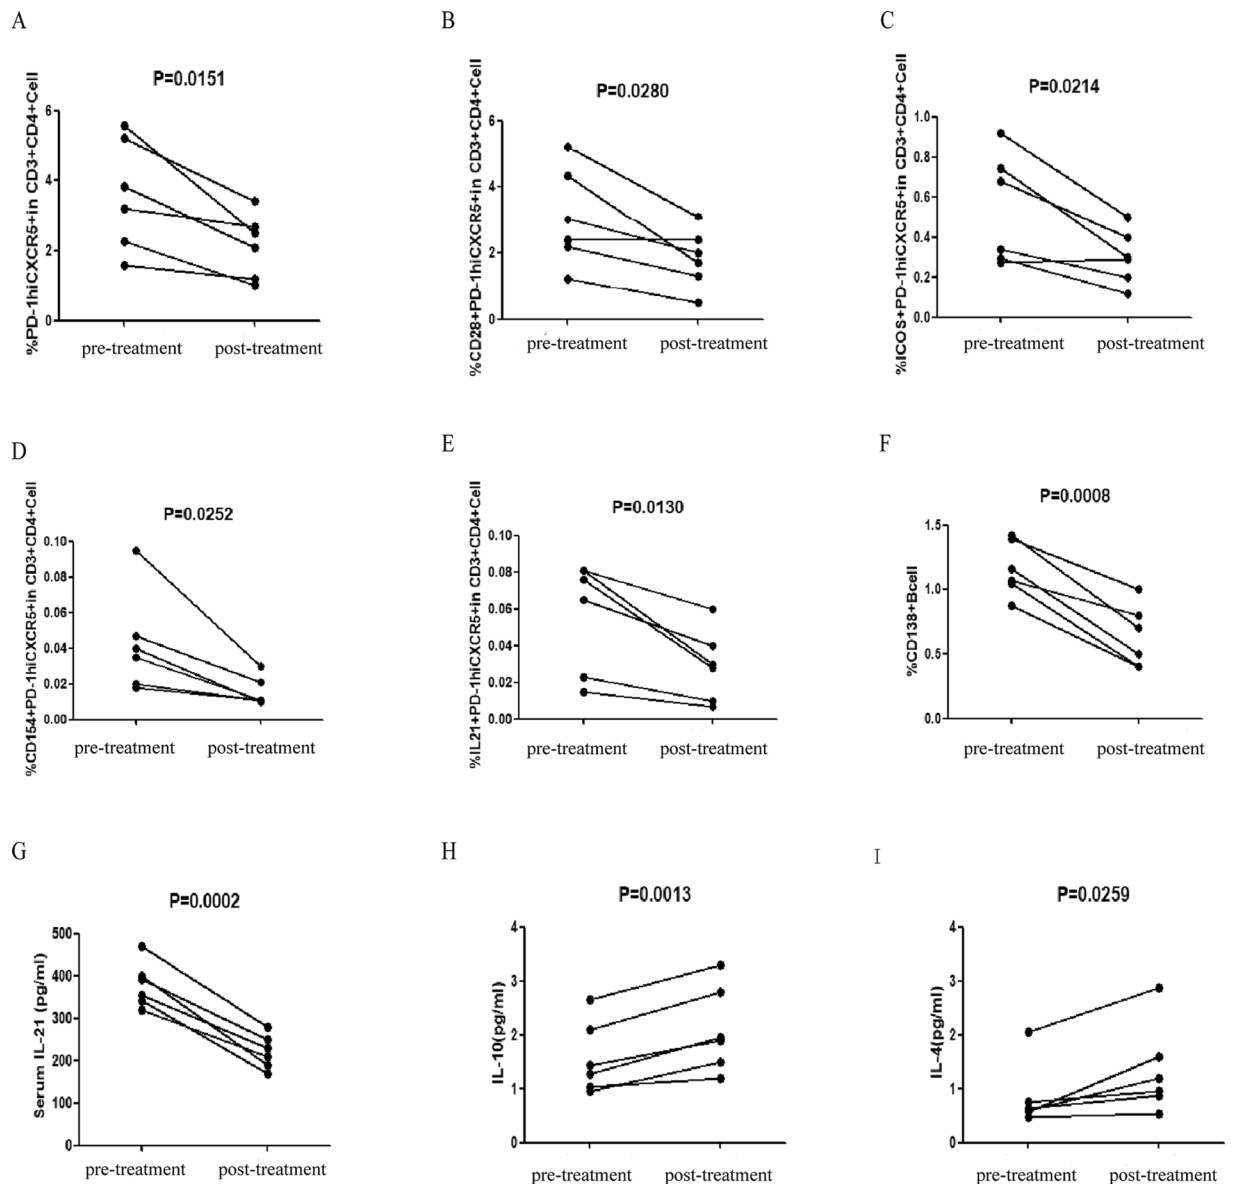 A
P=0.0151
%PD-1hiCXCR5+in CD3+CD4+Cell
6
4
2
0
pre-treatment
post-treatment
B
P=0.0280
%CD28+PD-1hiCXCR5+in CD3+CD4+Cell
6
4
2
0
pre-treatment
post-treatment
C
P=0.0214
%ICOS+PD-1hiCXCR5+in CD3+CD4+Cell
1.0
0.8
0.6
0.4
0.2
0.0
pre-treatment
post-treatment
D
P=0.0252
%CD154+PD-1hiCXCR5+in CD3+CD4+Cell
0.10
0.08
0.06
0.04
0.02
0.00
pre-treatment
post-treatment
E
P=0.0130
%IL21+PD-1hiCXCR5+in CD3+CD4+Cell
0.10
0.08
0.06
0.04
0.02
0.00
pre-treatment
post-treatment
F
P=0.0008
%CD138+Bcell
1.5
1.0
0.5
0.0
pre-treatment
post-treatment
G
P=0.0002
Serum IL-21 (pg/ml)
500
400
300
200
100
0
pre-treatment
post-treatment
H
P=0.0013
IL-10(pg/ml)
4
3
2
1
0
pre-treatment
post-treatment
I
P=0.0259
IL-4(pg/ml)
4
3
2
1
0
pre-treatment
post-treatment